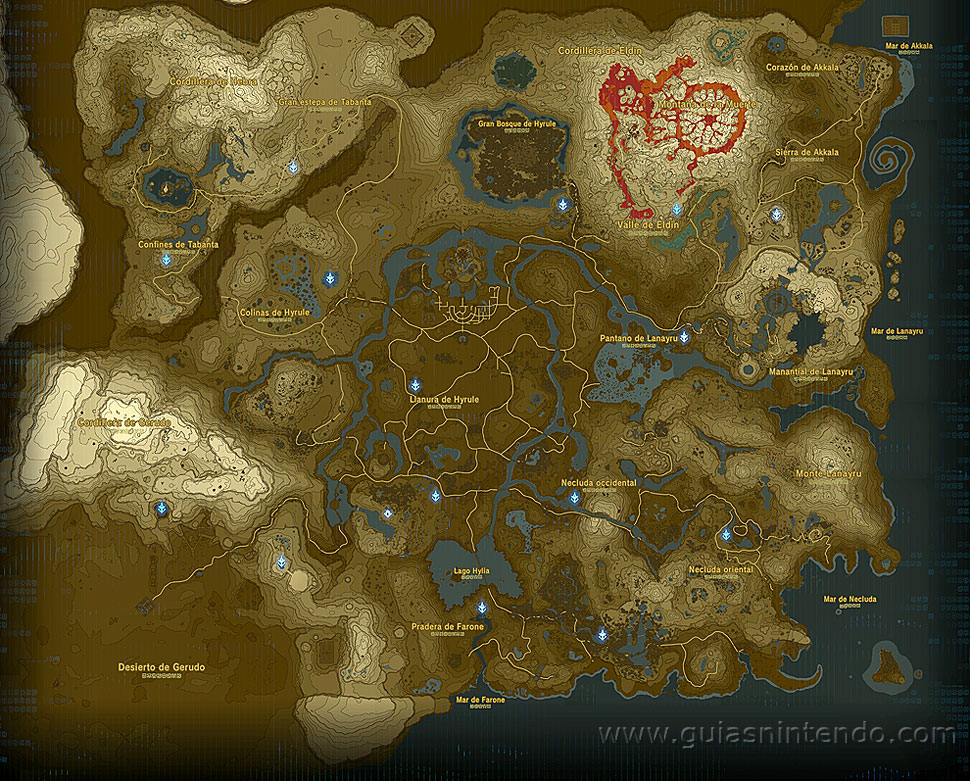 Mar de Akkala
Cordillera de Eldin
Corazón de Akkala
Cordillera de Hebra
Gran estepa de Tabanta
Montaña de la Muerte
Gran Bosque de Hyrule
Sierra de Akkala
Valle de Eldin
Confines de Tabanta
Colinas de Hyrule
Mar de Lanayru
Pantano de Lanayru
Manantial de Lanayru
Llanura de Hyrule
Cordillera de Gerudo
Monte Lanayru
Necluda occidental
Lago Hylia
Necluda oriental
Mar de Necluda
Pradera de Farone
Desierto de Gerudo
Mar de Farone
www.guiasnintendo.com